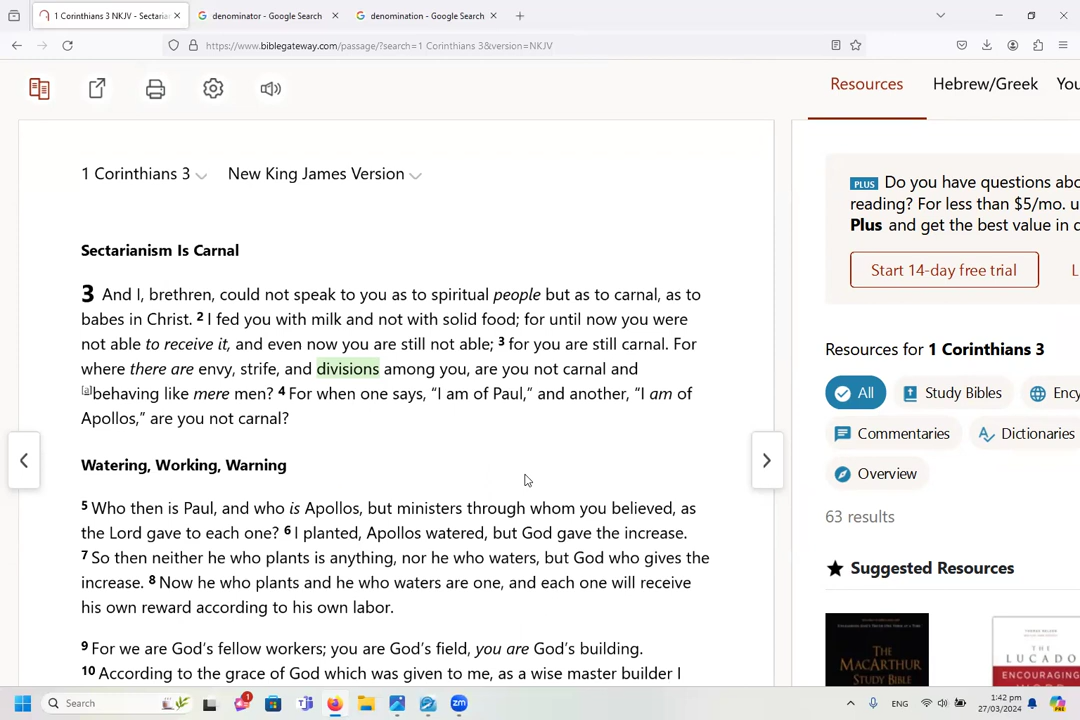 1 Corinthians 3 NKJV - Sectarian
denominator - Google Search
denomination - Google Search
https://www.biblegateway.com/passage/?search=1 Corinthians 3&version=NKJV
Resources Hebrew/Greek You
1 Corinthians 3 New King James Version
Sectarianism Is Carnal
3 And I, brethren, could not speak to you as to spiritual people but as to carnal, as to
babes in Christ. 2 I fed you with milk and not with solid food; for until now you were
not able to receive it, and even now you are still not able; 3 for you are still carnal. For
where there are envy, strife, and divisions among you, are you not carnal and
[a]behaving like mere men? 4 For when one says, “I am of Paul,” and another, “I am of
Apollos,” are you not carnal?
Watering, Working, Warning
5 Who then is Paul, and who is Apollos, but ministers through whom you believed, as
the Lord gave to each one? 6 I planted, Apollos watered, but God gave the increase.
7 So then neither he who plants is anything, nor he who waters, but God who gives the
increase. 8 Now he who plants and he who waters are one, and each one will receive
his own reward according to his own labor.
9 For we are God’s fellow workers; you are God’s field, you are God’s building.
10 According to the grace of God which was given to me, as a wise master builder I
PLUS Do you have questions abo
reading? For less than $5/mo. u
Plus and get the best value in d
Start 14-day free trial L
Resources for 1 Corinthians 3
All Study Bibles Ency
Commentaries Dictionaries
Overview
63 results
Suggested Resources
THE
MACARTHUR
STUDY BIBLE
THE
LUCADO
ENCOURAGING
Search
1
ENG
1:42 pm
27/03/2024
PRE